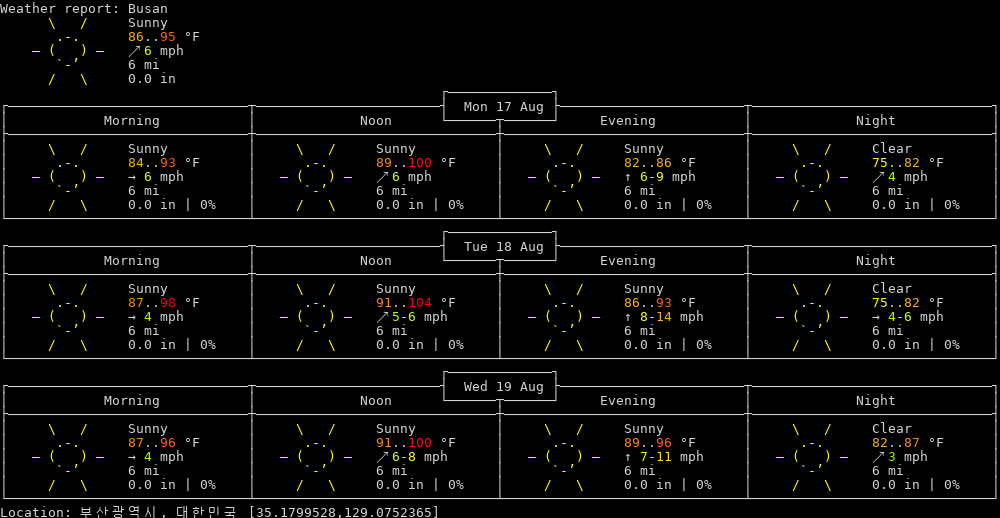 Weather report: Busan
Sunny
86..95 °F
↗ 6 mph
6 mi
0.0 in
Mon 17 Aug
Morning Noon Evening Night
Sunny Sunny Sunny Clear
84..93 °F 89..100 °F 82..86 °F 75..82 °F
→ 6 mph ↗ 6 mph ↑ 6-9 mph ↗ 4 mph
6 mi 6 mi 6 mi 6 mi
0.0 in | 0% 0.0 in | 0% 0.0 in | 0% 0.0 in | 0%
Tue 18 Aug
Morning Noon Evening Night
Sunny Sunny Sunny Clear
87..98 °F 91..104 °F 86..93 °F 75..82 °F
→ 4 mph ↗ 5-6 mph ↑ 8-14 mph → 4-6 mph
6 mi 6 mi 6 mi 6 mi
0.0 in | 0% 0.0 in | 0% 0.0 in | 0% 0.0 in | 0%
Wed 19 Aug
Morning Noon Evening Night
Sunny Sunny Sunny Clear
87..96 °F 91..100 °F 89..96 °F 82..87 °F
→ 4 mph ↗ 6-8 mph ↑ 7-11 mph ↗ 3 mph
6 mi 6 mi 6 mi 6 mi
0.0 in | 0% 0.0 in | 0% 0.0 in | 0% 0.0 in | 0%
Location: 부산광역시, 대한민국 [35.1799528,129.0752365]